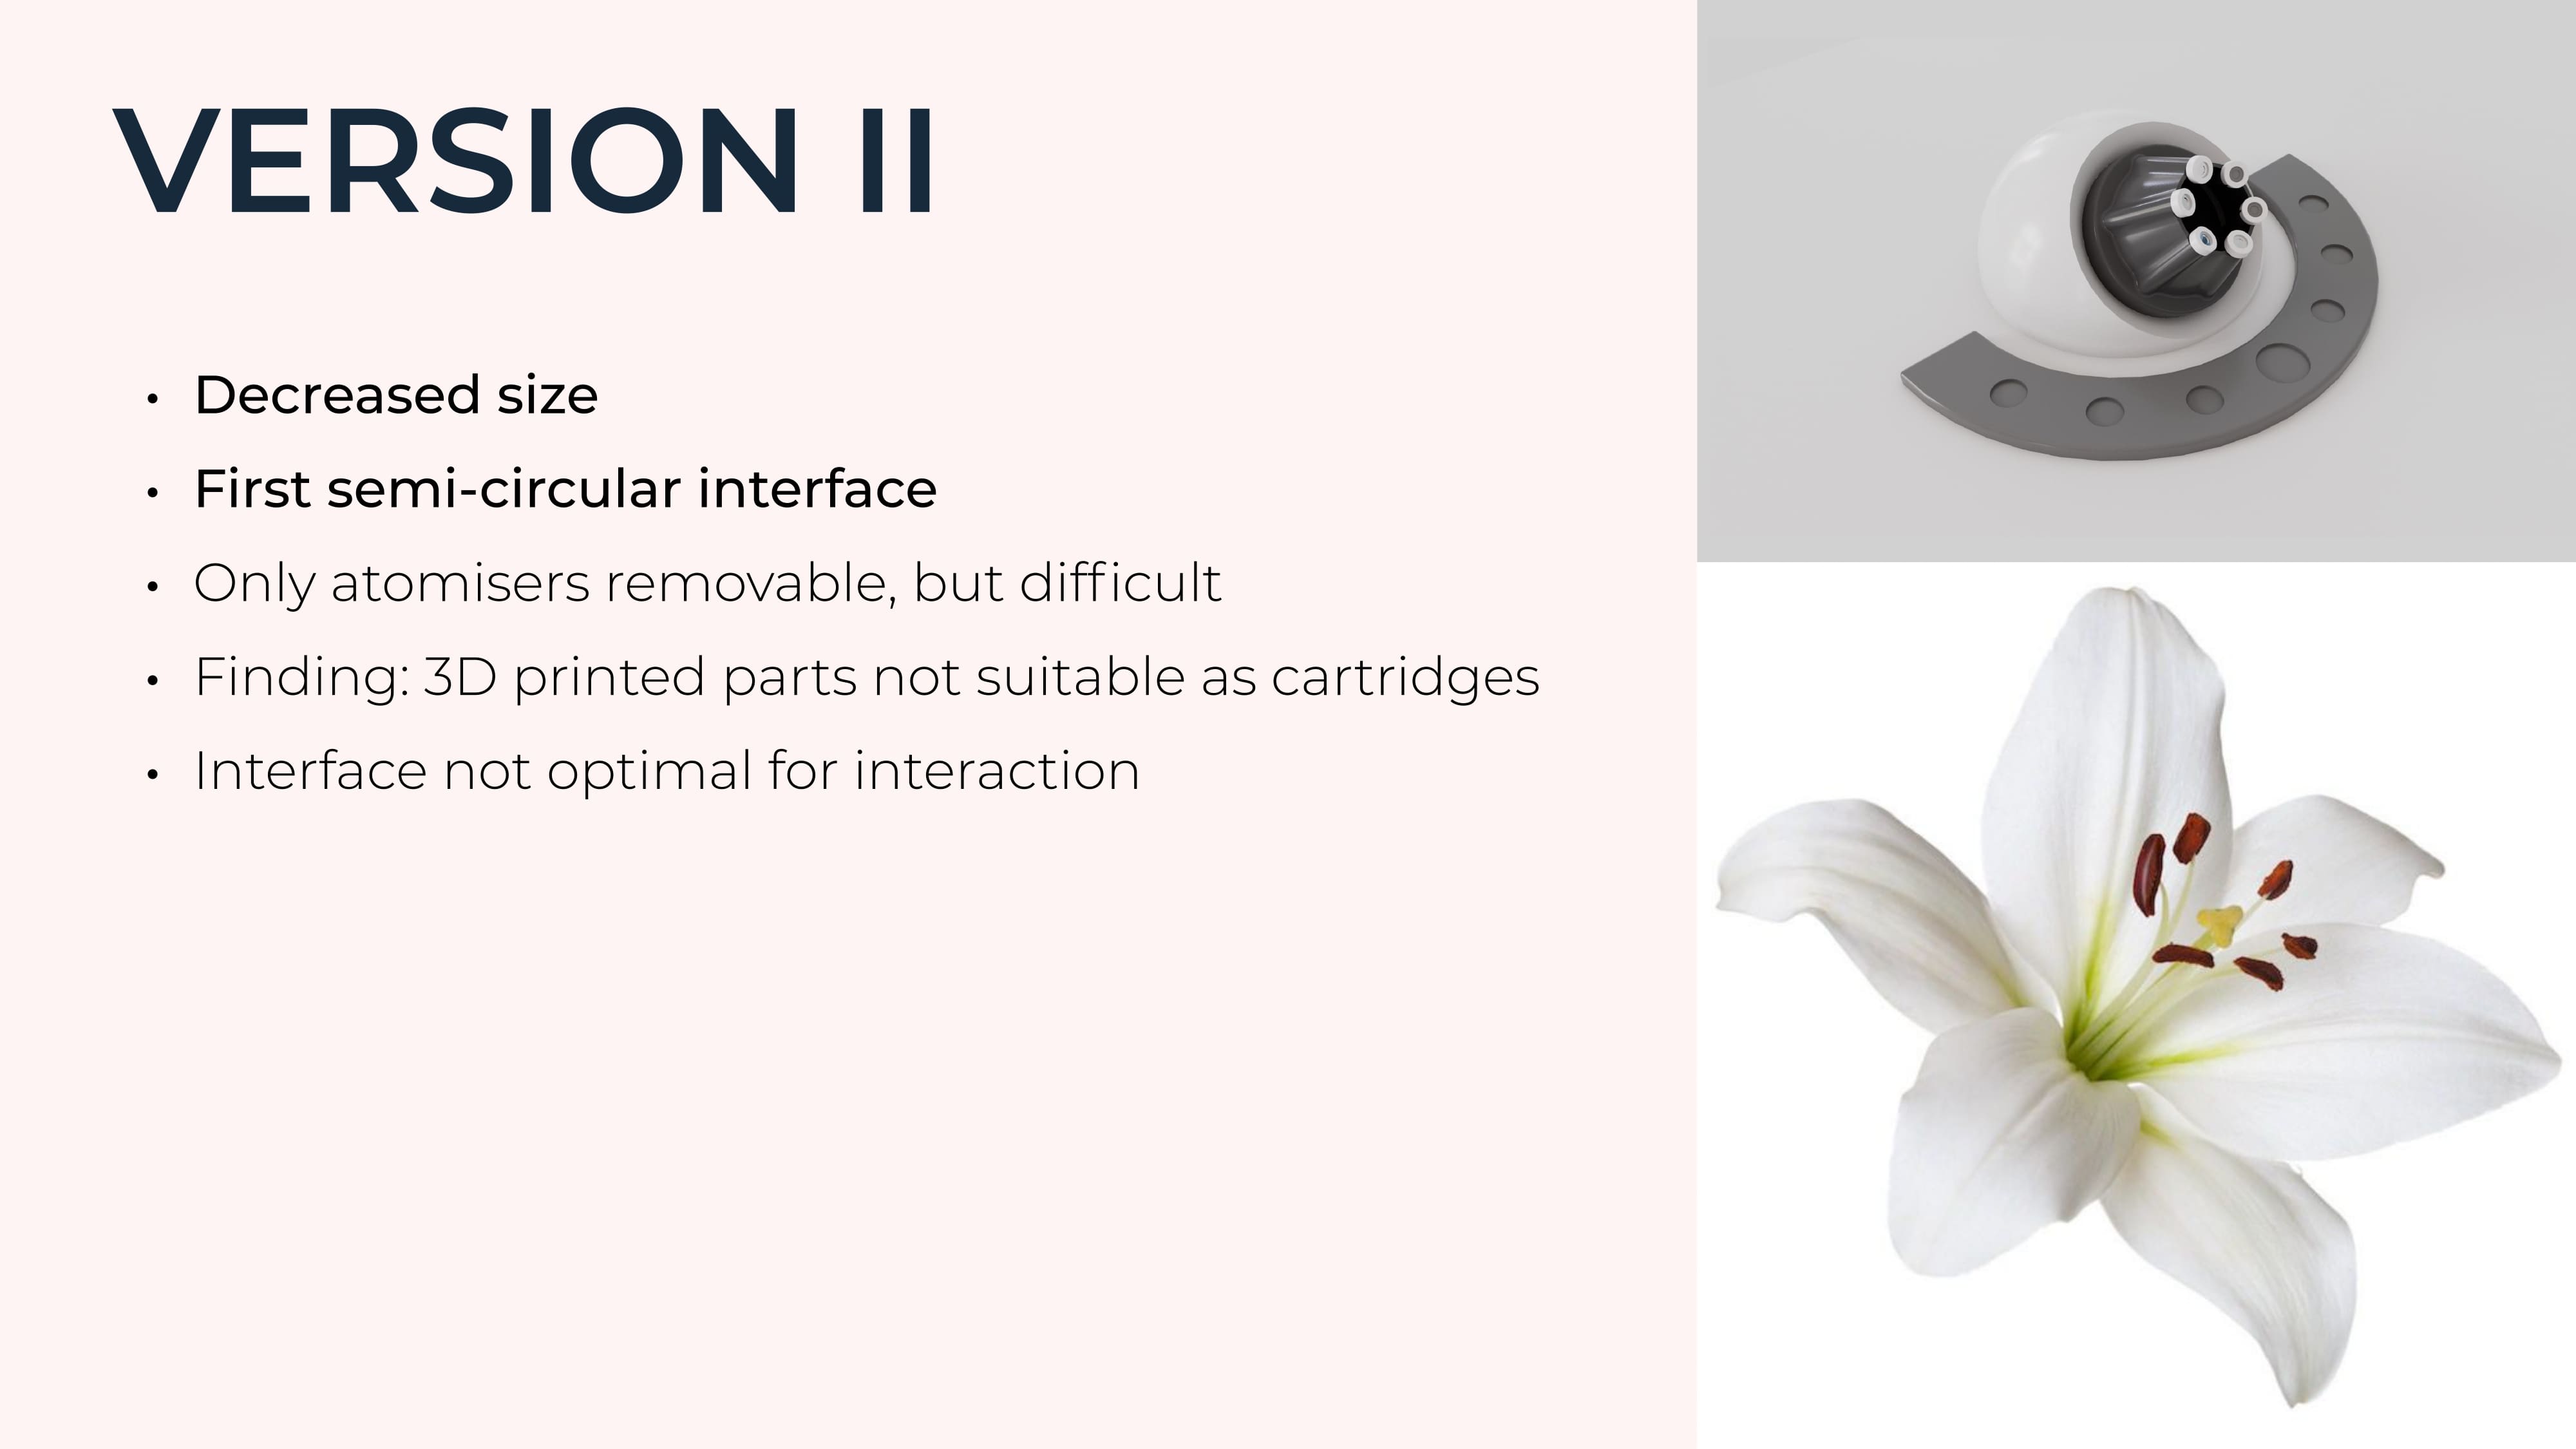 VERSION II
• Decreased size
• First semi-circular interface
• Only atomisers removable, but difficult
• Finding: 3D printed parts not suitable as cartridges
• Interface not optimal for interaction